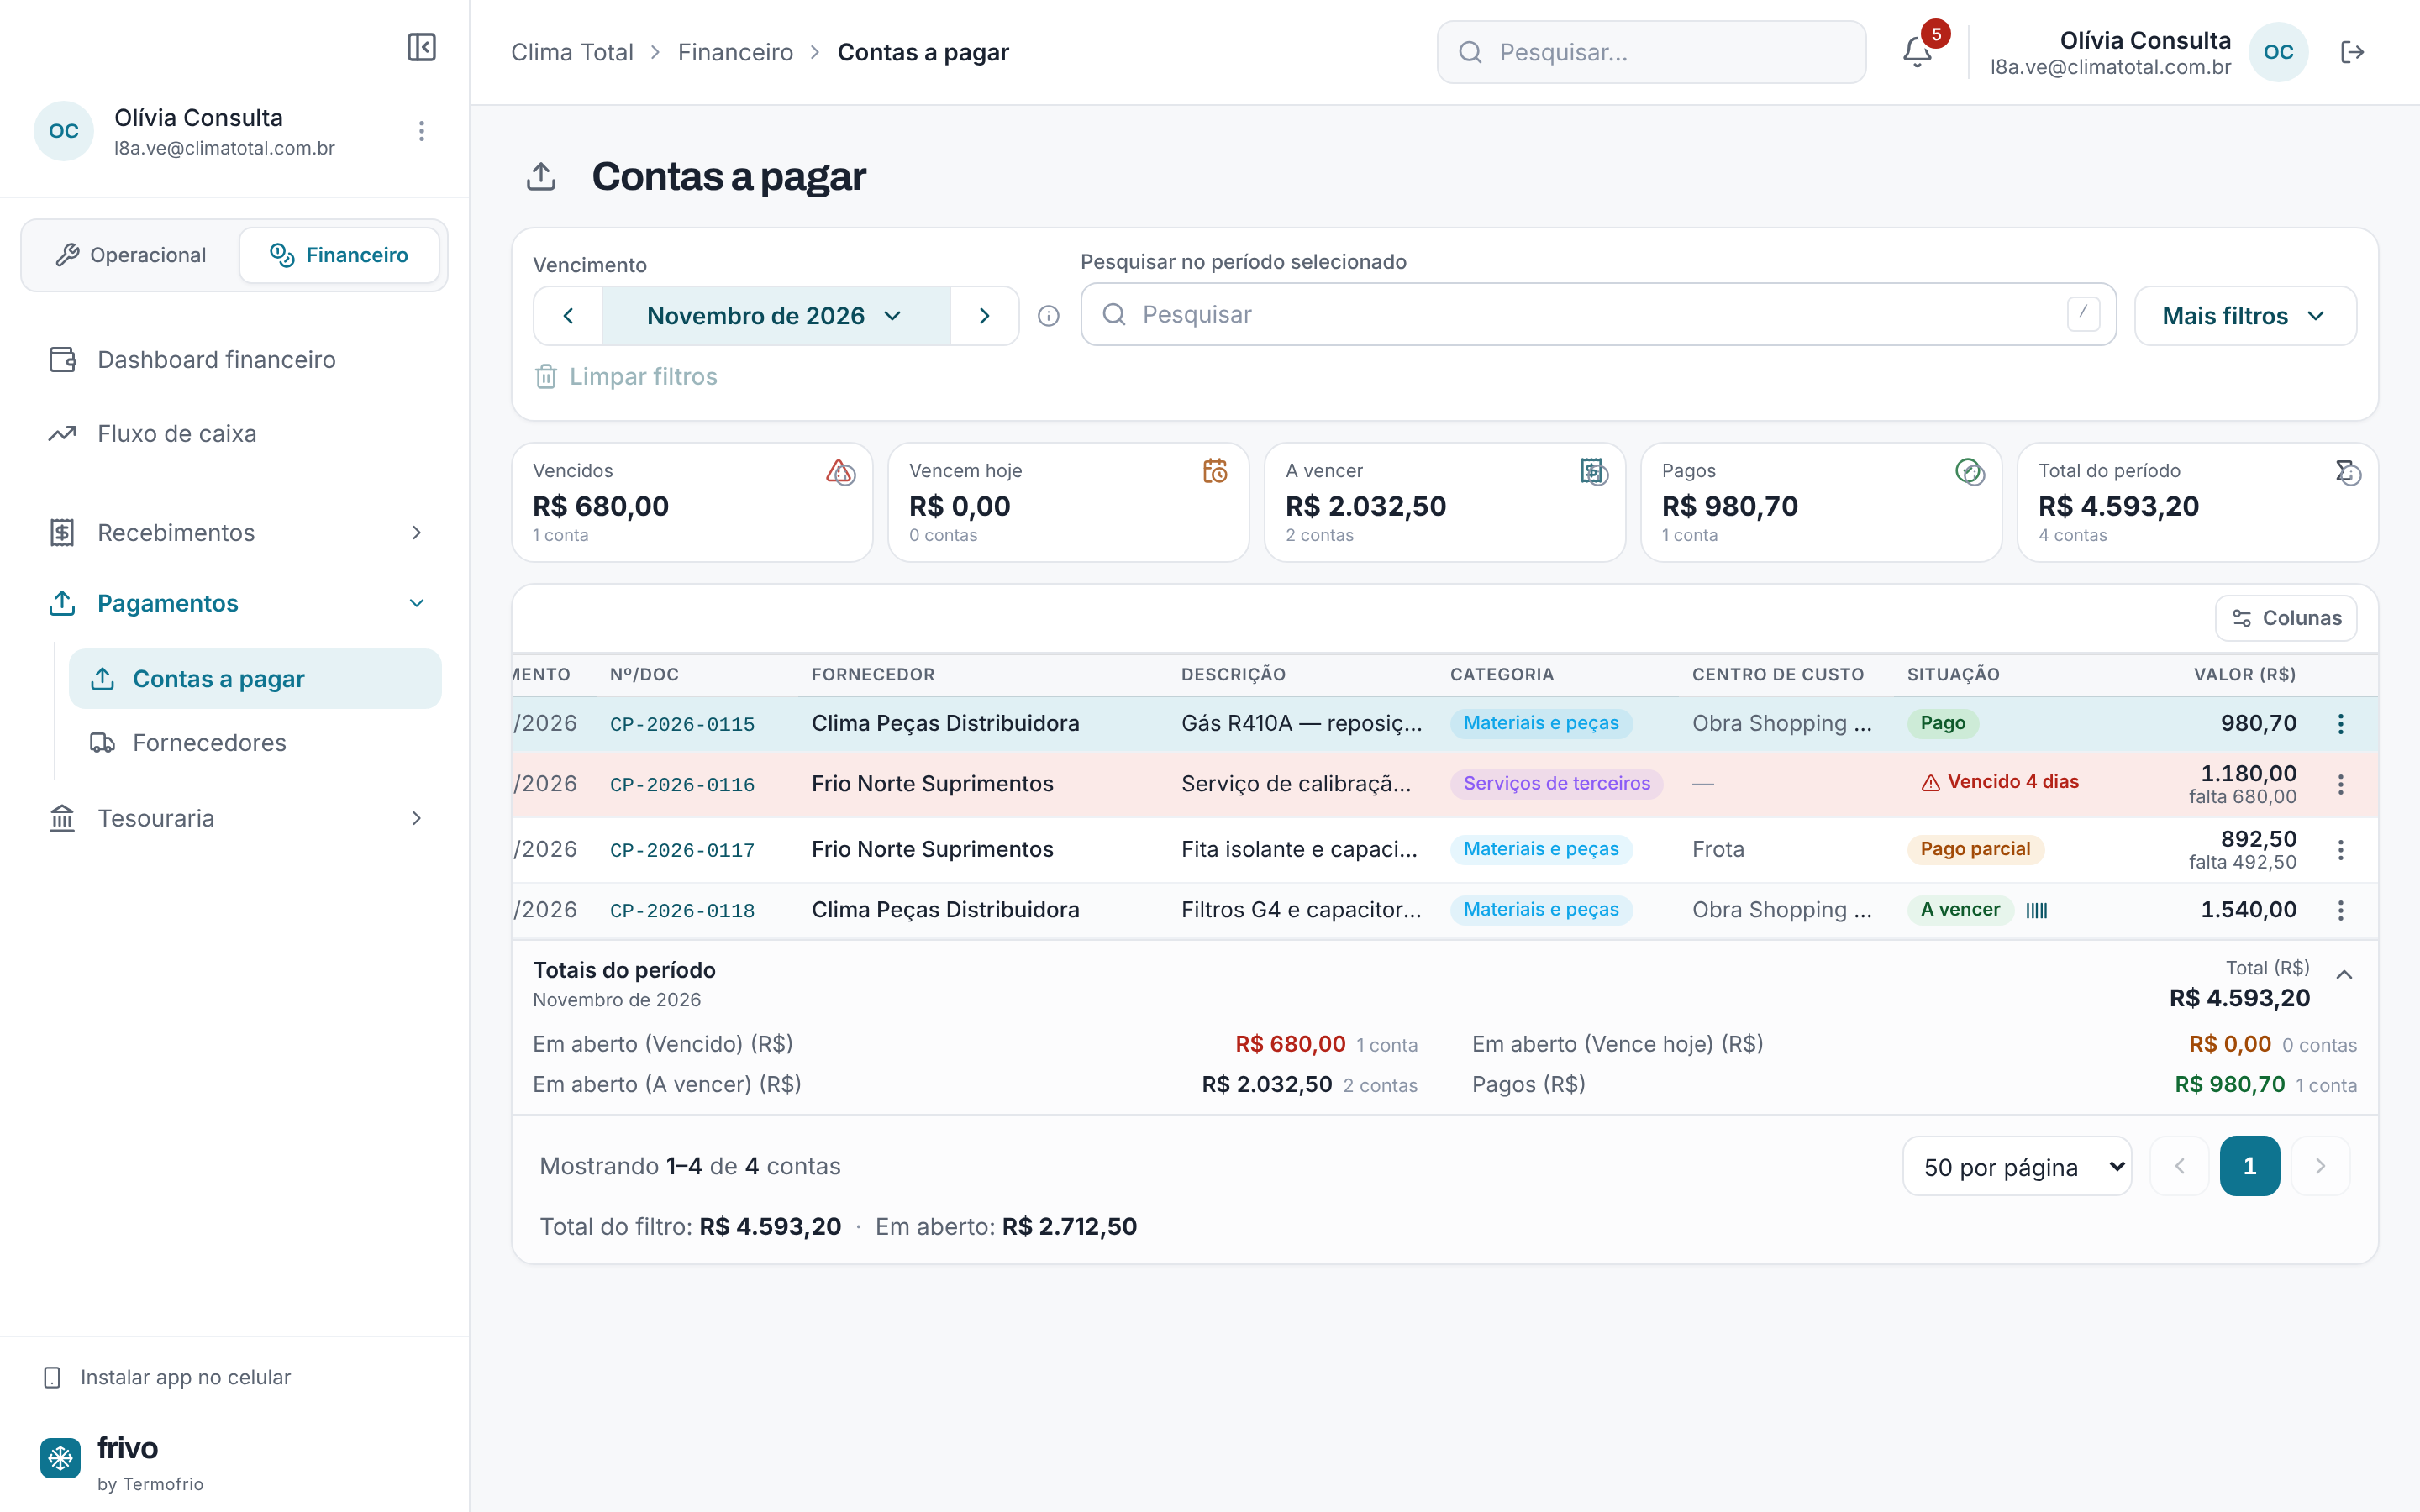 Olívia Consulta
l8a.ve@climatotal.com.br
Operacional
Financeiro
Dashboard financeiro
Fluxo de caixa
Recebimentos
Pagamentos
Contas a pagar
Fornecedores
Tesouraria
Instalar app no celular
frivo
by Termofrio
Clima Total > Financeiro > Contas a pagar
Pesquisar...
5
Olívia Consulta
l8a.ve@climatotal.com.br
OC
OC
Contas a pagar
Vencimento
Novembro de 2026
Pesquisar no período selecionado
Pesquisar
/
Mais filtros
Limpar filtros
Vencidos
R$ 680,00
1 conta
Vencem hoje
R$ 0,00
0 contas
A vencer
R$ 2.032,50
2 contas
Pagos
R$ 980,70
1 conta
Total do período
R$ 4.593,20
4 contas
Colunas
MENTO Nº/DOC FORNECEDOR DESCRIÇÃO CATEGORIA CENTRO DE CUSTO SITUAÇÃO VALOR (R$)
/2026 CP-2026-0115 Clima Peças Distribuidora Gás R410A — reposiç... Materiais e peças Obra Shopping ... Pago 980,70
/2026 CP-2026-0116 Frio Norte Suprimentos Serviço de calibraçã... Serviços de terceiros — Vencido 4 dias 1.180,00
falta 680,00
/2026 CP-2026-0117 Frio Norte Suprimentos Fita isolante e capaci... Materiais e peças Frota Pago parcial 892,50
falta 492,50
/2026 CP-2026-0118 Clima Peças Distribuidora Filtros G4 e capacitor... Materiais e peças Obra Shopping ... A vencer 1.540,00
Totais do período
Novembro de 2026
Total (R$)
R$ 4.593,20
Em aberto (Vencido) (R$) R$ 680,00 1 conta
Em aberto (Vence hoje) (R$) R$ 0,00 0 contas
Em aberto (A vencer) (R$) R$ 2.032,50 2 contas
Pagos (R$) R$ 980,70 1 conta
Mostrando 1–4 de 4 contas
50 por página
1
Total do filtro: R$ 4.593,20 · Em aberto: R$ 2.712,50